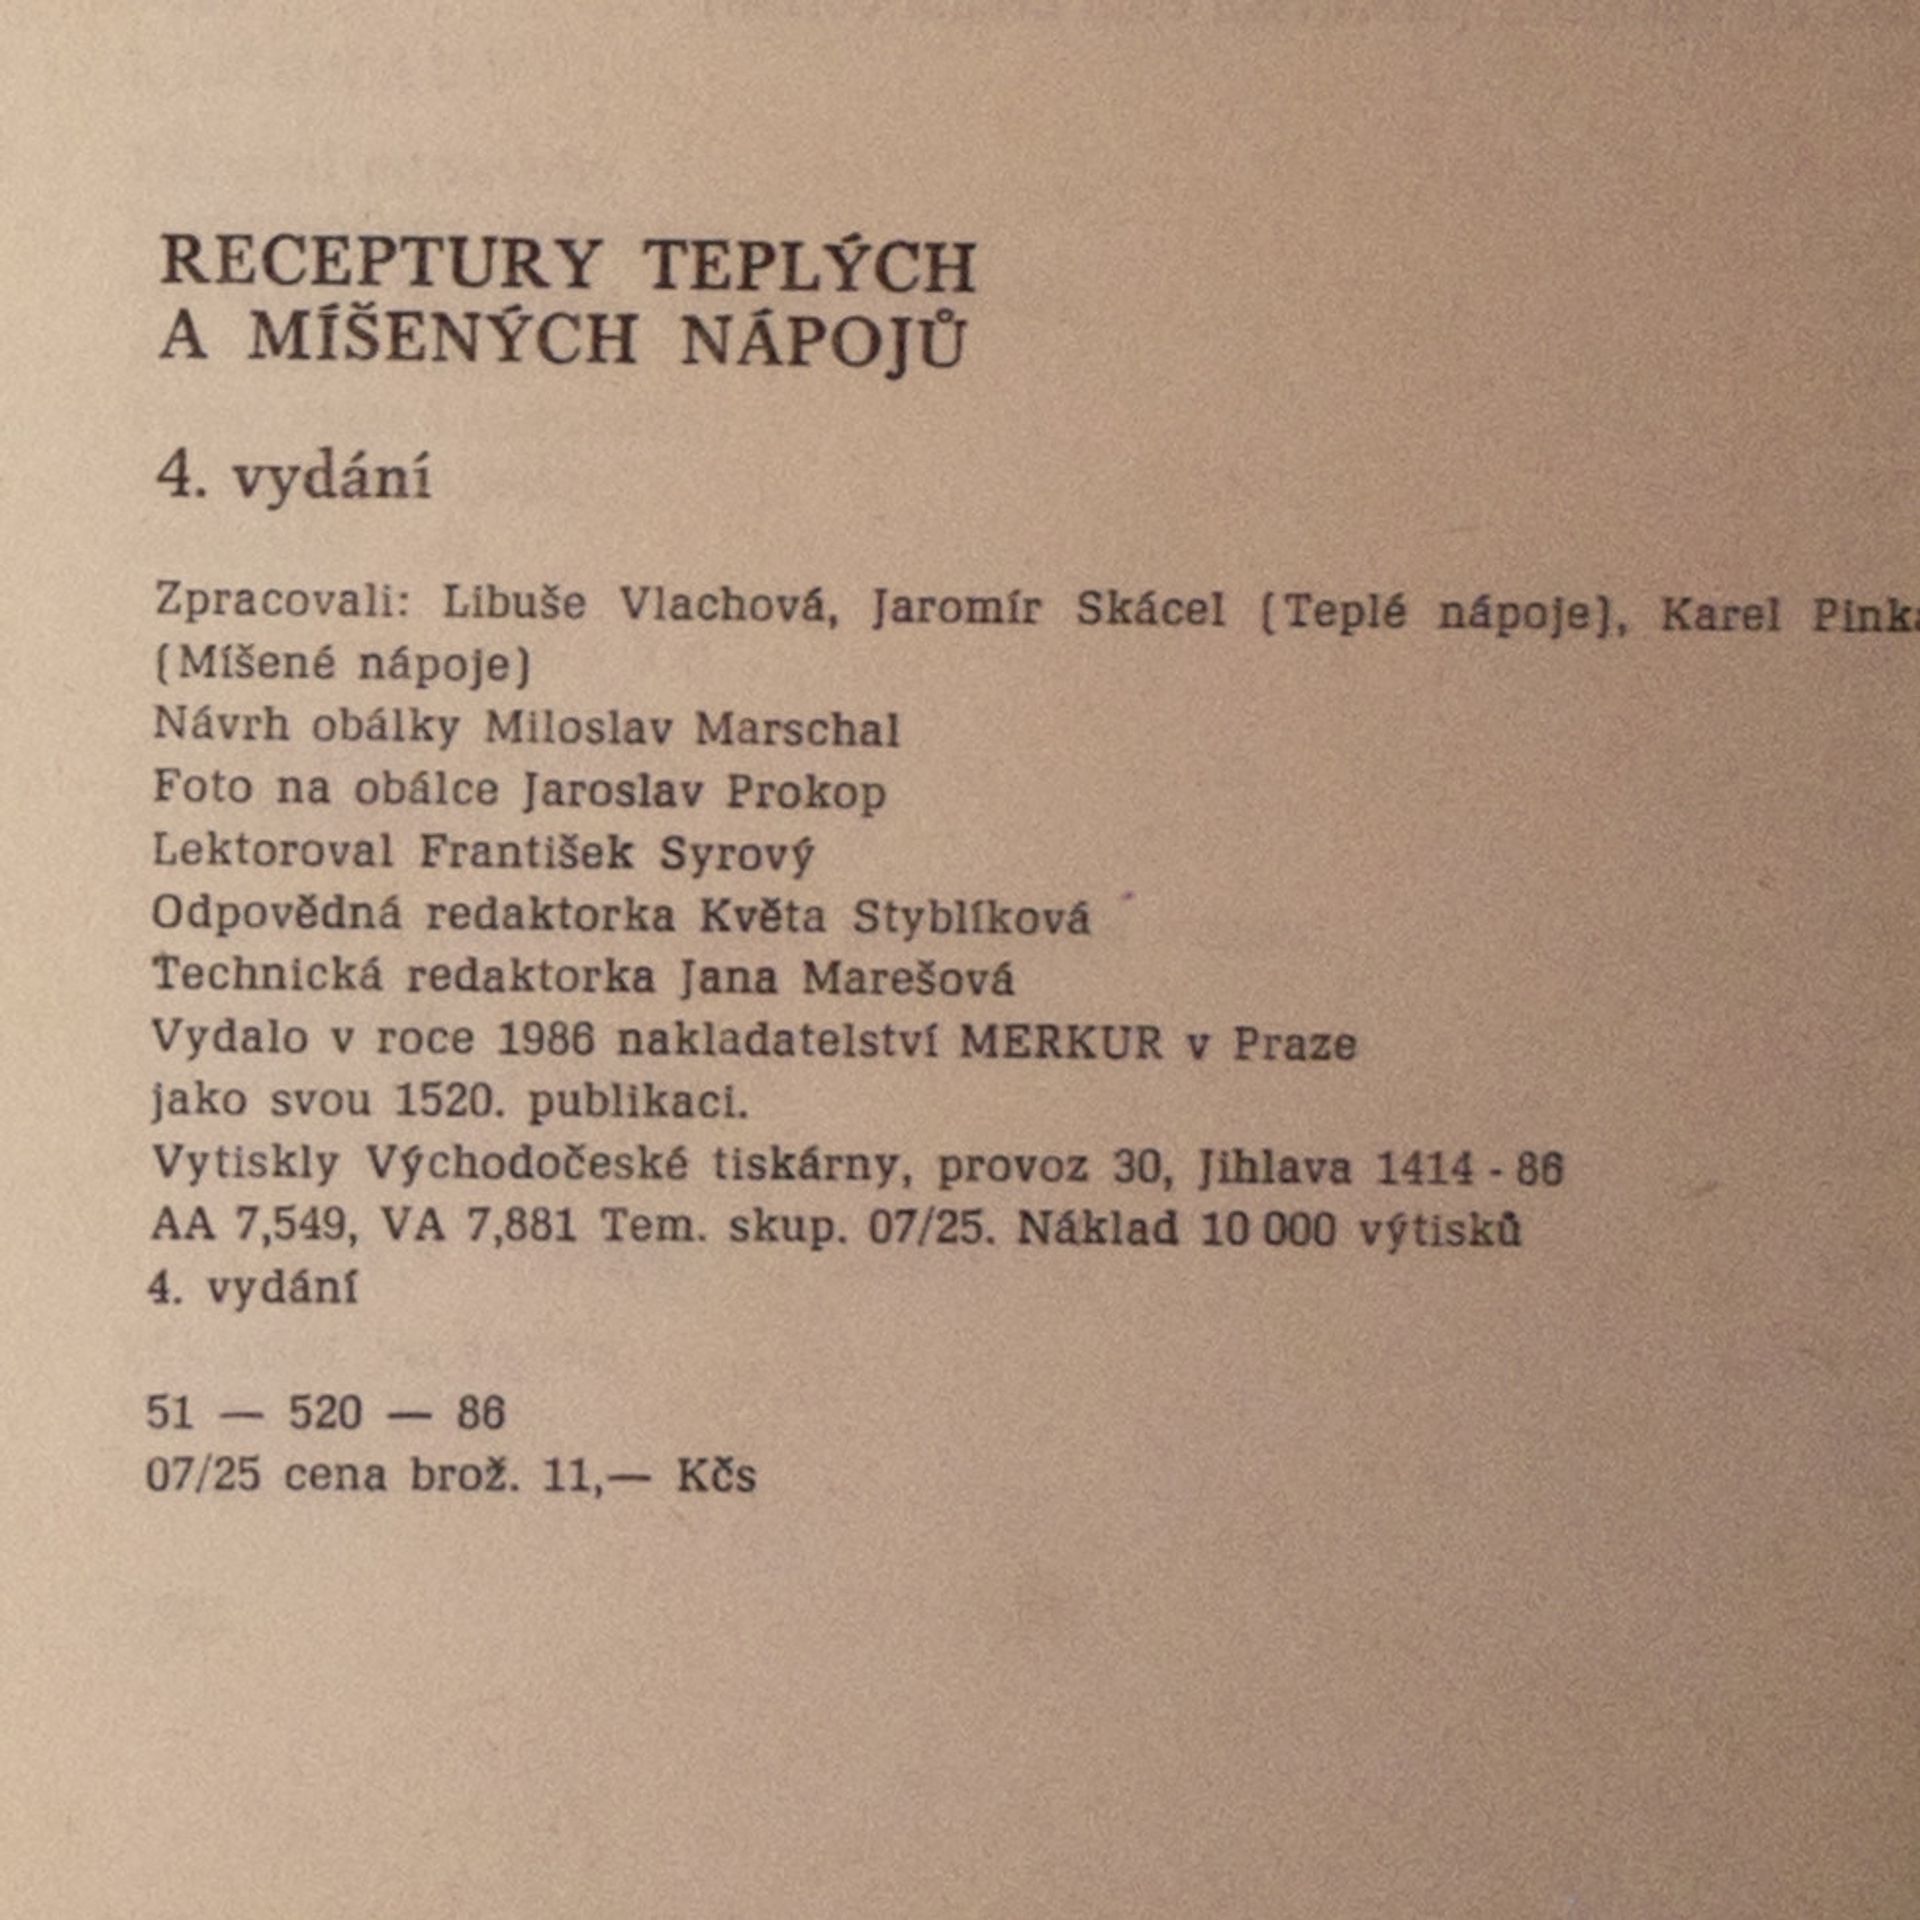 RECEPTURY TEPLÝCH
A MÍŠENÝCH NÁPOJŮ
4. vydání
Zpracovali: Libuše Vlachová, Jaromír Skácel (Teplé nápoje), Karel
(Míšené nápoje)
Návrh obálky Miloslav Marschal
Foto na obálce Jaroslav Prokop
Lektoroval František Syrový
Odpovědná redaktorka Květa Styblíková
Technická redaktorka Jana Marešová
Vydalo v roce 1986 nakladatelství MERKUR v Praze
jako svou 1520. publikaci.
Vytiskly Východočeské tiskárny, provoz 30, Jihlava 1414 - 86
AA 7,549, VA 7,881 Tem. skup. 07/25. Náklad 10 000 výtisků
4. vydání
51 — 520 — 86
07/25 cena brož. 11,— Kčs